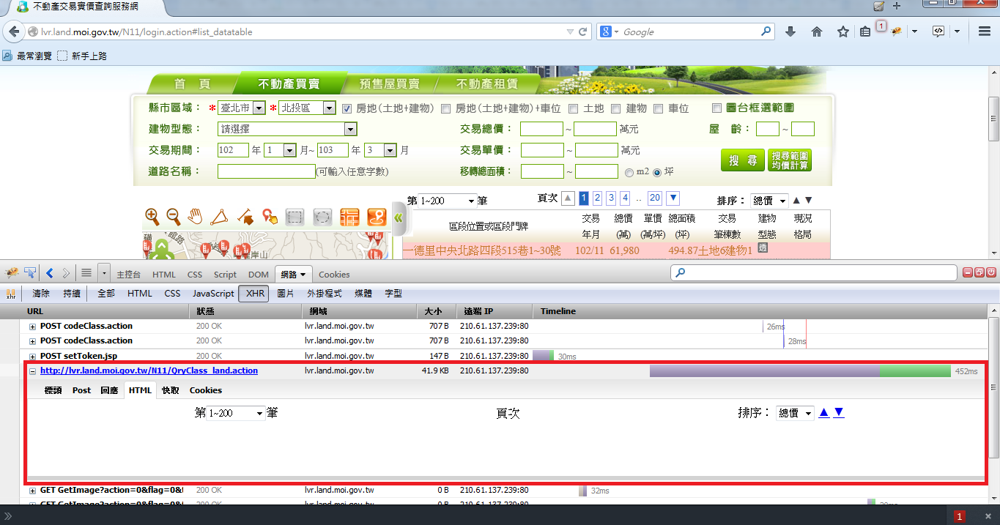 不動產交易實價查詢服務網
lvr.land.moi.gov.tw/N11/login.action#list_datatable
Google
1
最常瀏覽 新手上路
首 頁 不動產買賣 預售屋買賣 不動產租賃
縣市區域： * 臺北市 * 北投區 房地(土地+建物) 房地(土地+建物)+車位 土地 建物 車位 圖台框選範圍
建物型態： 請選擇 交易總價： ~ 萬元 屋 齡： ~
交易期間： 102 年 1 月~ 103 年 3 月 交易單價： ~ 萬元
搜 尋 搜尋範圍
均價計算
道路名稱： (可輸入任意字數) 移轉總面積： ~ m2 坪
第 1~200 筆 頁次 ▲ 1 2 3 4 .. 20 ▼ 排序： 總價 ▲ ▼
區段位置或區段門牌 交易 總價 單價 總面積 交易 建物 現況
年月 (萬) (萬/坪) (坪) 筆棟數 型態 格局
一德里中央北路四段515巷1~30號 102/11 61,980 494.87 土地6建物1 透
主控台 HTML CSS Script DOM 網路 Cookies
xhr 清除 持續 全部 HTML CSS JavaScript XHR 圖片 外掛程式 媒體 字型
URL 狀態 網域 大小 遠端 IP Timeline
POST codeClass.action 200 OK lvr.land.moi.gov.tw 707 B 210.61.137.239:80 26ms
POST codeClass.action 200 OK lvr.land.moi.gov.tw 707 B 210.61.137.239:80 28ms
POST setToken.jsp 200 OK lvr.land.moi.gov.tw 147 B 210.61.137.239:80 30ms
http://lvr.land.moi.gov.tw/N11/QryClass_land.action lvr.land.moi.gov.tw 41.9 KB 210.61.137.239:80 452ms
標頭 Post 回應 HTML 快取 Cookies
第 1~200 筆 頁次 排序： 總價 ▲ ▼
GET GetImage?action=0&flag=0& 200 OK lvr.land.moi.gov.tw 0 B 210.61.137.239:80 32ms
GET GetImage?action=0&flag=0& 200 OK lvr.land.moi.gov.tw 0 B 210.61.137.239:80
1